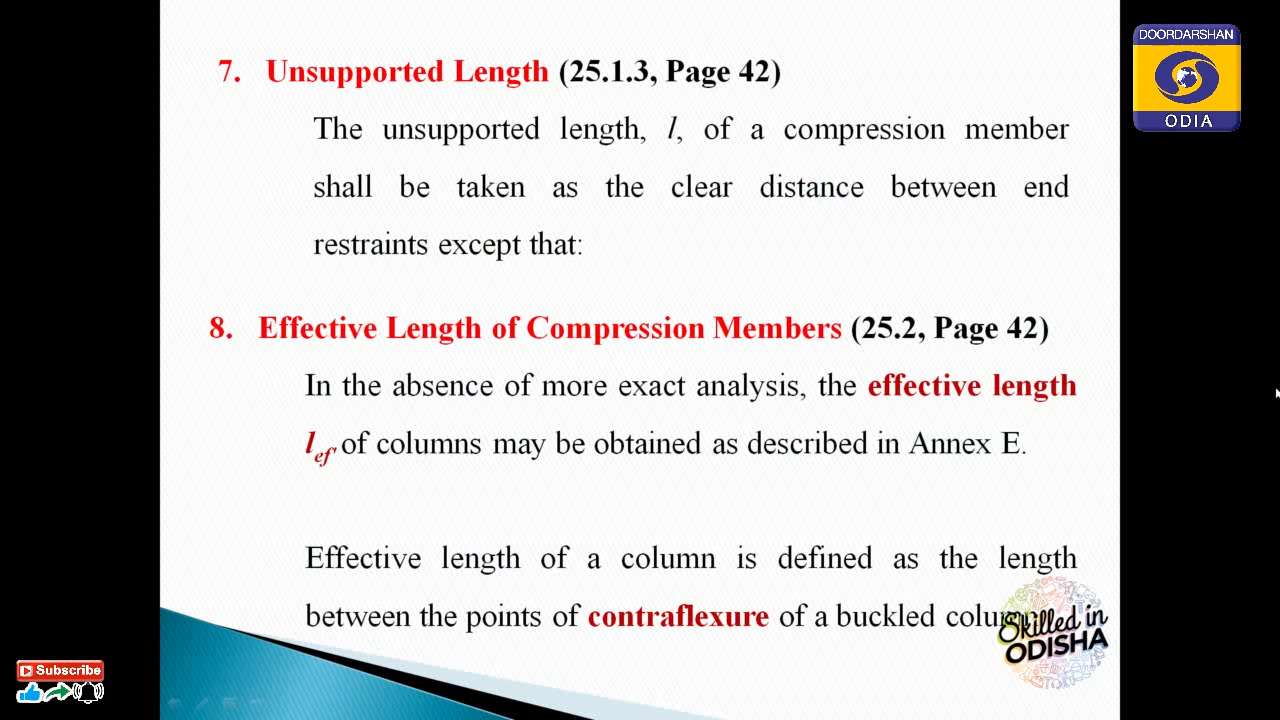 7. Unsupported Length (25.1.3, Page 42)
The unsupported length, l, of a compression member
shall be taken as the clear distance between end
restraints except that:
8. Effective Length of Compression Members (25.2, Page 42)
In the absence of more exact analysis, the effective length
lef, of columns may be obtained as described in Annex E.
Effective length of a column is defined as the length
between the points of contraflexure of a buckled column
DOORDARSHAN
ODIA
Skilled in
ODISHA
Subscribe